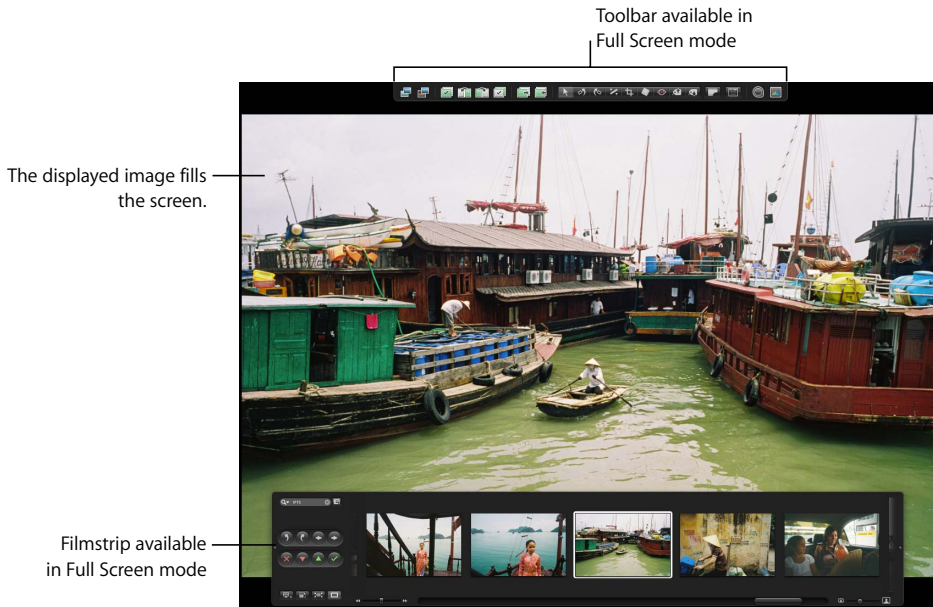 Toolbar available in
Full Screen mode
The displayed image fills
the screen.
Filmstrip available
in Full Screen mode